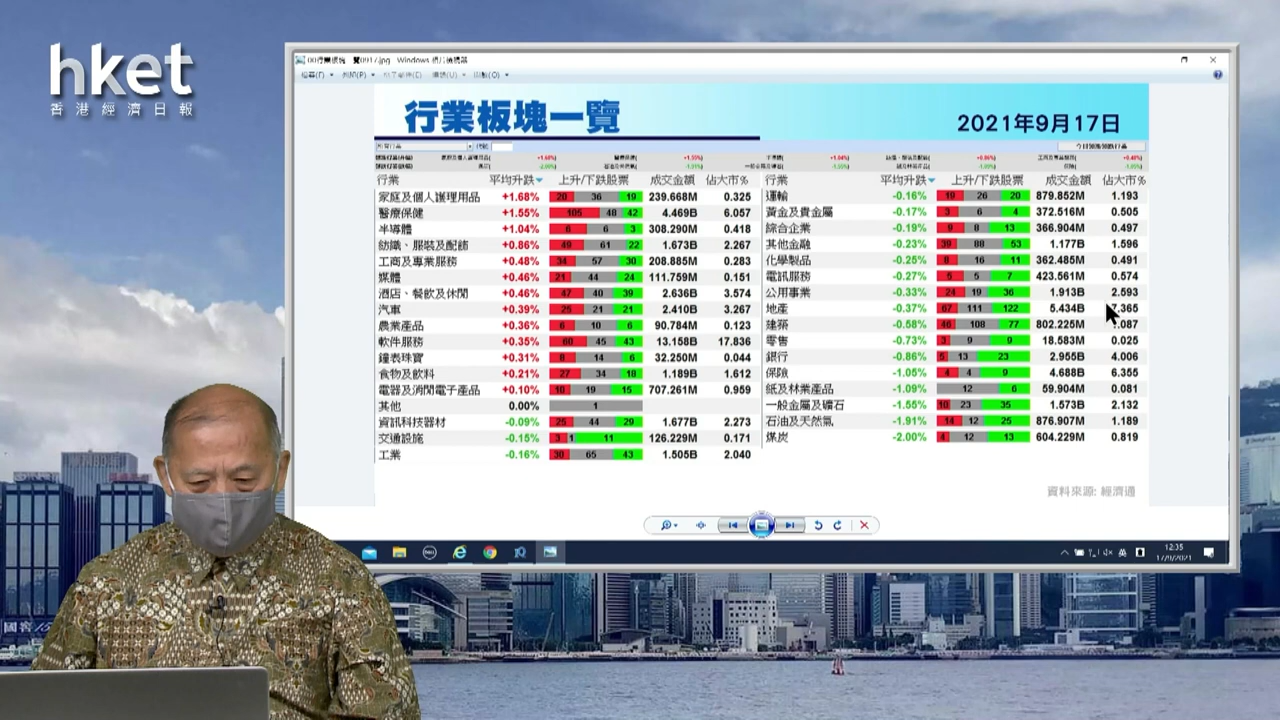 hket
香港經濟日報
行業板塊一覽
2021年9月17日
行業 平均升跌 上升/下跌股票 成交金額 佔大市%
家庭及個人護理用品 +1.68% 20 36 19 239.668M 0.325
醫療保健 +1.55% 105 48 42 4.469B 6.057
半導體 +1.04% 6 6 3 308.290M 0.418
紡織、服裝及配飾 +0.86% 49 61 22 1.673B 2.267
工商及專業服務 +0.48% 34 57 30 208.885M 0.283
媒體 +0.46% 21 44 24 111.759M 0.151
酒店、餐飲及休閒 +0.46% 47 40 39 2.636B 3.574
汽車 +0.39% 25 21 21 2.410B 3.267
農業產品 +0.36% 6 10 6 90.784M 0.123
軟件服務 +0.35% 60 45 43 13.158B 17.836
鐘表珠寶 +0.31% 8 14 6 32.250M 0.044
食物及飲料 +0.21% 27 34 18 1.189B 1.612
電器及消閒電子產品 +0.10% 10 19 15 707.261M 0.959
其他 0.00% 1
資訊科技器材 -0.09% 25 44 29 1.677B 2.273
交通設施 -0.15% 3 1 11 126.229M 0.171
工業 -0.16% 30 65 43 1.505B 2.040
行業 平均升跌 上升/下跌股票 成交金額 佔大市%
運輸 -0.16% 19 26 20 879.852M 1.193
黃金及貴金屬 -0.17% 3 6 4 372.516M 0.505
綜合企業 -0.19% 9 8 13 366.904M 0.497
其他金融 -0.23% 39 88 53 1.177B 1.596
化學製品 -0.25% 8 16 11 362.485M 0.491
電訊服務 -0.27% 5 5 7 423.561M 0.574
公用事業 -0.33% 24 19 36 1.913B 2.593
地產 -0.37% 67 111 122 5.434B 7.365
建築 -0.58% 46 108 77 802.225M .087
零售 -0.73% 3 9 9 18.583M 0.025
銀行 -0.86% 5 13 23 2.955B 4.006
保險 -1.05% 4 4 9 4.688B 6.355
紙及林業產品 -1.09% 12 6 59.904M 0.081
一般金屬及礦石 -1.55% 10 23 35 1.573B 2.132
石油及天然氣 -1.91% 14 12 25 876.907M 1.189
煤炭 -2.00% 4 12 13 604.229M 0.819
資料來源: 經濟通
英
12:35
17/9/2021